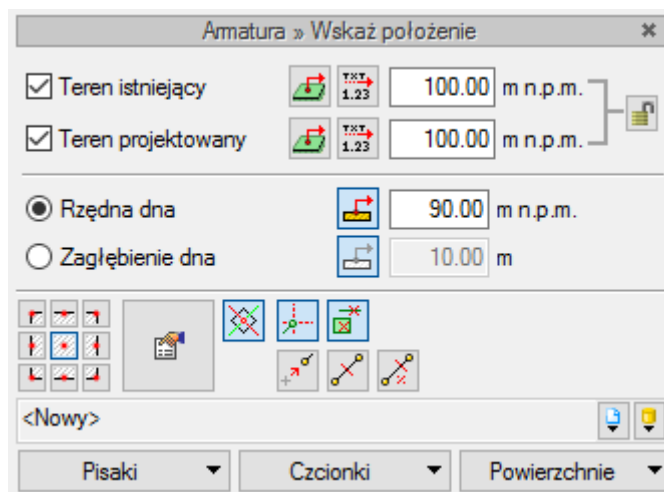 Armatura » Wskaż położenie
Teren istniejący TXT 1.23 100.00 m n.p.m.
Teren projektowany TXT 1.23 100.00 m n.p.m.
Rzędna dna 90.00 m n.p.m.
Zagłębienie dna 10.00 m
<Nowy>
Pisaki Czcionki Powierzchnie